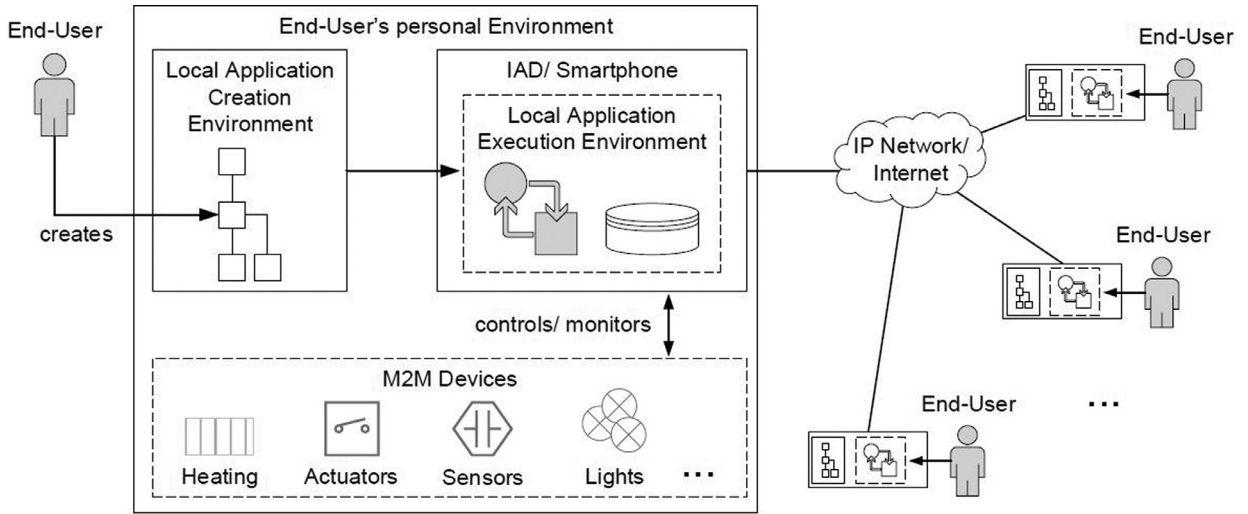 End-User
creates
End-User's personal Environment
Local Application
Creation
Environment
IAD/ Smartphone
Local Application
Execution Environment
controls/ monitors
M2M Devices
Heating
Actuators
Sensors
Lights
...
IP Network/
Internet
End-User
End-User
End-User
...